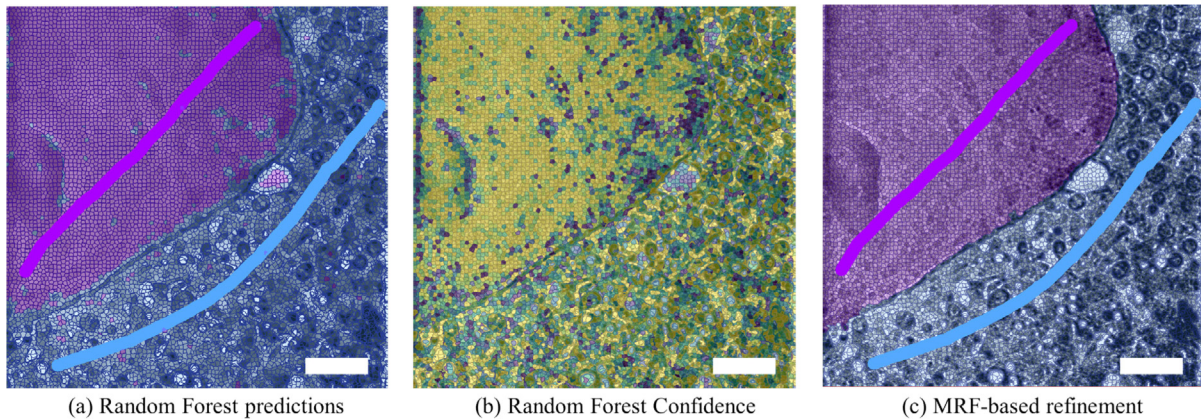 (a) Random Forest predictions
(b) Random Forest Confidence
(c) MRF-based refinement